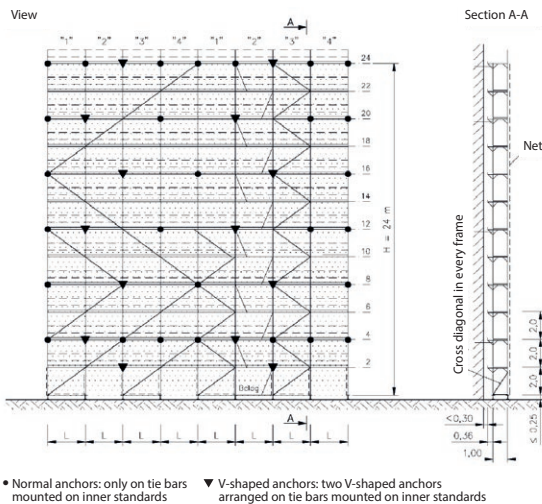 View
Section A-A
A
"1" "2" "3" "4" "1" "2" "3" "4"
24
22
20
18
16
14
12
10
8
6
4
2
H = 24 m
Net
Cross diagonal in every frame
2,0
2,0
2,0
≤ 0,25
Belag
A
<0,30
0,36
1,00
L L L L L L L L
• Normal anchors: only on tie bars
mounted on inner standards
▼ V-shaped anchors: two V-shaped anchors
arranged on tie bars mounted on inner standards